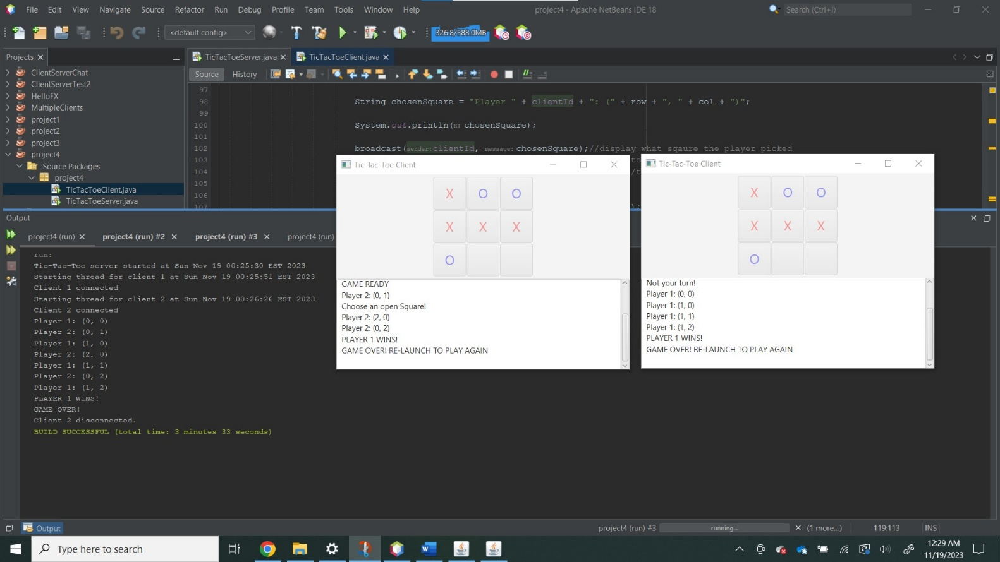 File Edit View Navigate Source Refactor Run Debug Profile Team Tools Window Help
project4 - Apache NetBeans IDE 18
Search (Ctrl+I)
<default config>
326.8/588.0MB
Projects
TicTacToeServer.java
TicTacToeClient.java
ClientServerChat
ClientServerTest2
HelloFX
MultipleClients
project1
project2
project3
project4
Source Packages
project4
TicTacToeClient.java
TicTacToeServer.java
Source History
97
98 String chosenSquare = "Player " + clientId + ": (" + row + ", " + col + ")";
99
100 System.out.println(x: chosenSquare);
101
102 broadcast(sender: clientId, message: chosenSquare);//display what sqaure the player picked
103
104
105
106
107
Output
project4 (run) project4 (run) #2 project4 (run) #3 project4 (run)
run:
Tic-Tac-Toe server started at Sun Nov 19 00:25:30 EST 2023
Starting thread for client 1 at Sun Nov 19 00:25:51 EST 2023
Client 1 connected
Starting thread for client 2 at Sun Nov 19 00:26:26 EST 2023
Client 2 connected
Player 1: (0, 0)
Player 2: (0, 1)
Player 1: (1, 0)
Player 2: (2, 0)
Player 1: (1, 1)
Player 2: (0, 2)
Player 1: (1, 2)
PLAYER 1 WINS!
GAME OVER!
Client 2 disconnected.
BUILD SUCCESSFUL (total time: 3 minutes 33 seconds)
Tic-Tac-Toe Client
X O O
X X X
O
GAME READY
Player 2: (0, 1)
Choose an open Square!
Player 2: (2, 0)
Player 2: (0, 2)
PLAYER 1 WINS!
GAME OVER! RE-LAUNCH TO PLAY AGAIN
Tic-Tac-Toe Client
X O O
X X X
O
Not your turn!
Player 1: (0, 0)
Player 1: (1, 0)
Player 1: (1, 1)
Player 1: (1, 2)
PLAYER 1 WINS!
GAME OVER! RE-LAUNCH TO PLAY AGAIN
Output
project4 (run) #3 running... (1 more...) 119:113 INS
Type here to search
12:29 AM
11/19/2023